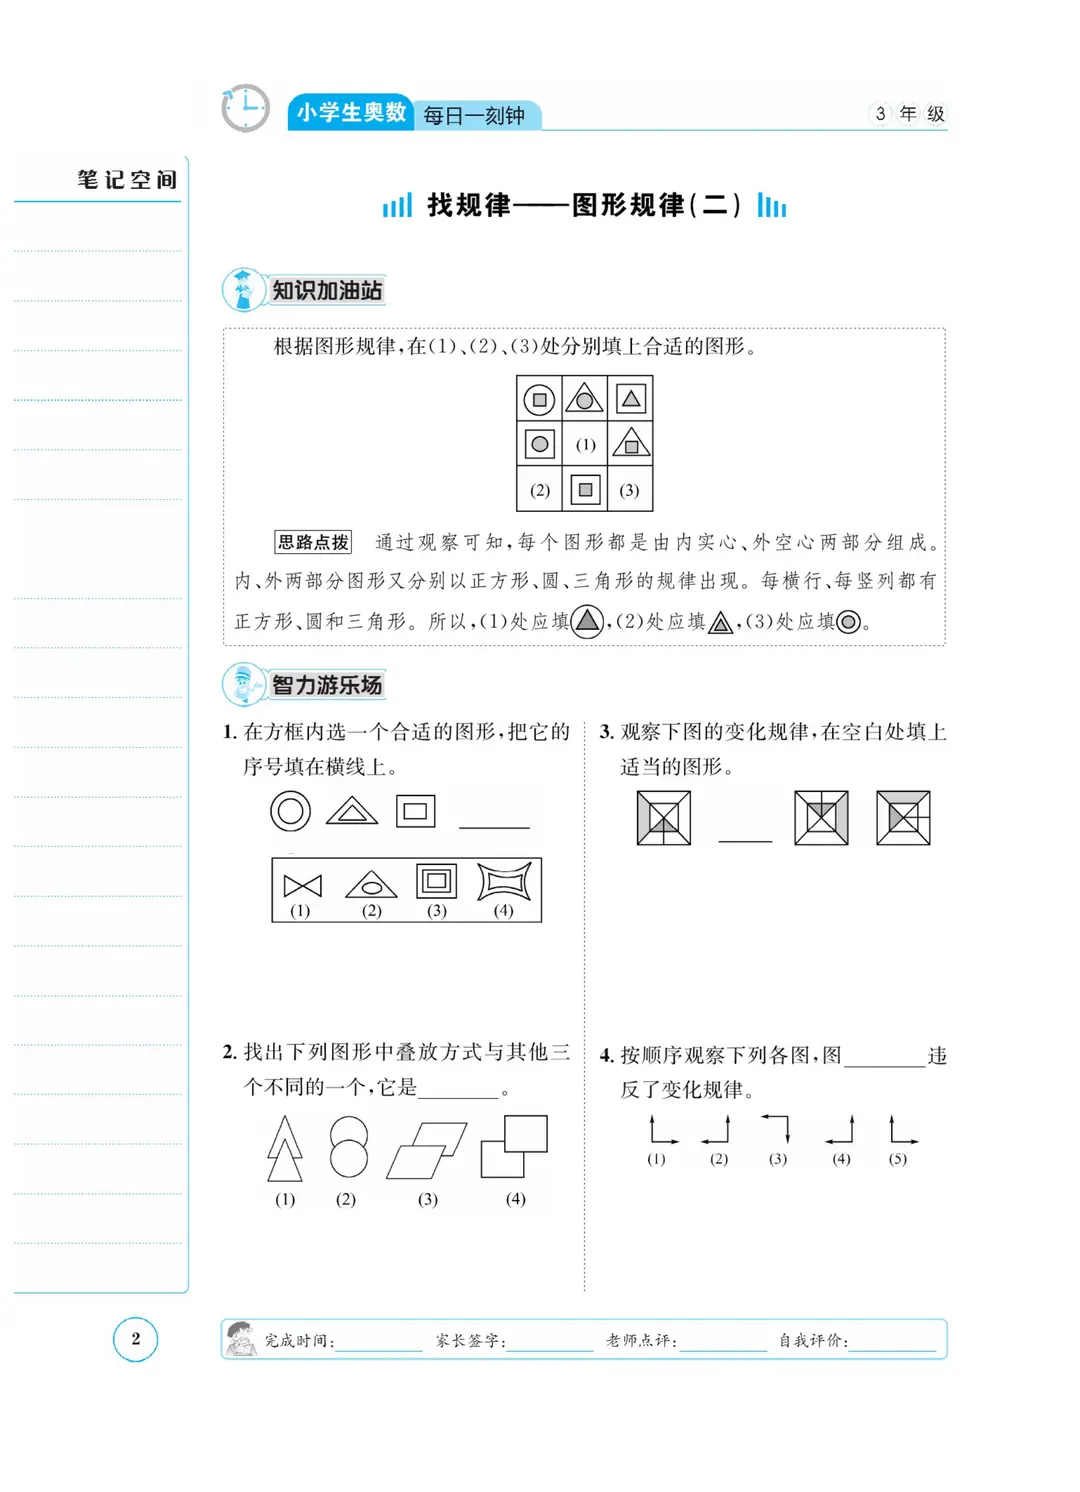 小学生奥数 每日一刻钟
3 年 级
笔记空间
找规律——图形规律(二)
知识加油站
根据图形规律,在(1)、(2)、(3)处分别填上合适的图形。
(1)
(2) (3)
思路点拨 通过观察可知,每个图形都是由内实心、外空心两部分组成。
内、外两部分图形又分别以正方形、圆、三角形的规律出现。每横行、每竖列都有
正方形、圆和三角形。所以,(1)处应填 ,(2)处应填 ,(3)处应填 。
智力游乐场
1. 在方框内选一个合适的图形,把它的
序号填在横线上。
(1) (2) (3) (4)
2. 找出下列图形中叠放方式与其他三
个不同的一个,它是________。
(1) (2) (3) (4)
3. 观察下图的变化规律,在空白处填上
适当的图形。
4. 按顺序观察下列各图,图________违
反了变化规律。
(1) (2) (3) (4) (5)
2
完成时间:________ 家长签字:________ 老师点评:________ 自我评价:________